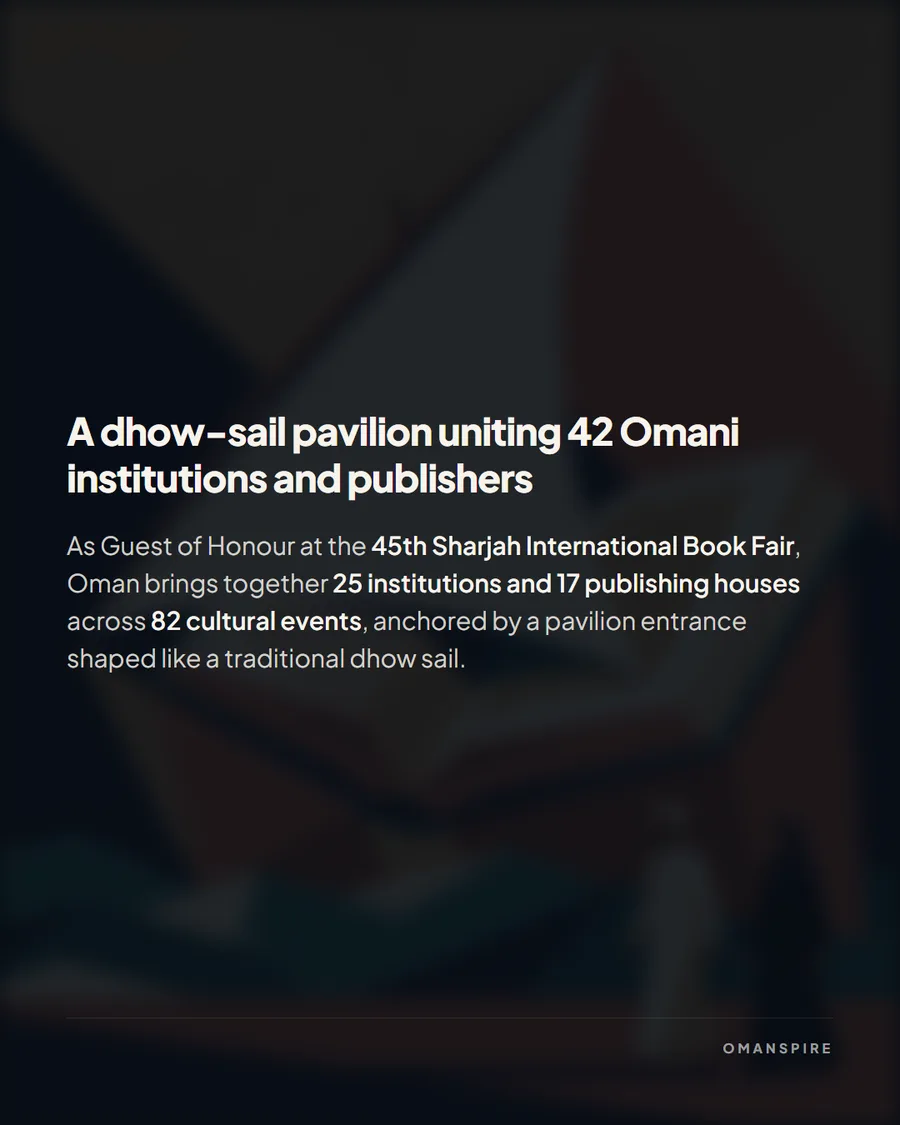 A dhow-sail pavilion uniting 42 Omani
institutions and publishers
As Guest of Honour at the 45th Sharjah International Book Fair,
Oman brings together 25 institutions and 17 publishing houses
across 82 cultural events, anchored by a pavilion entrance
shaped like a traditional dhow sail.
OMANSPIRE